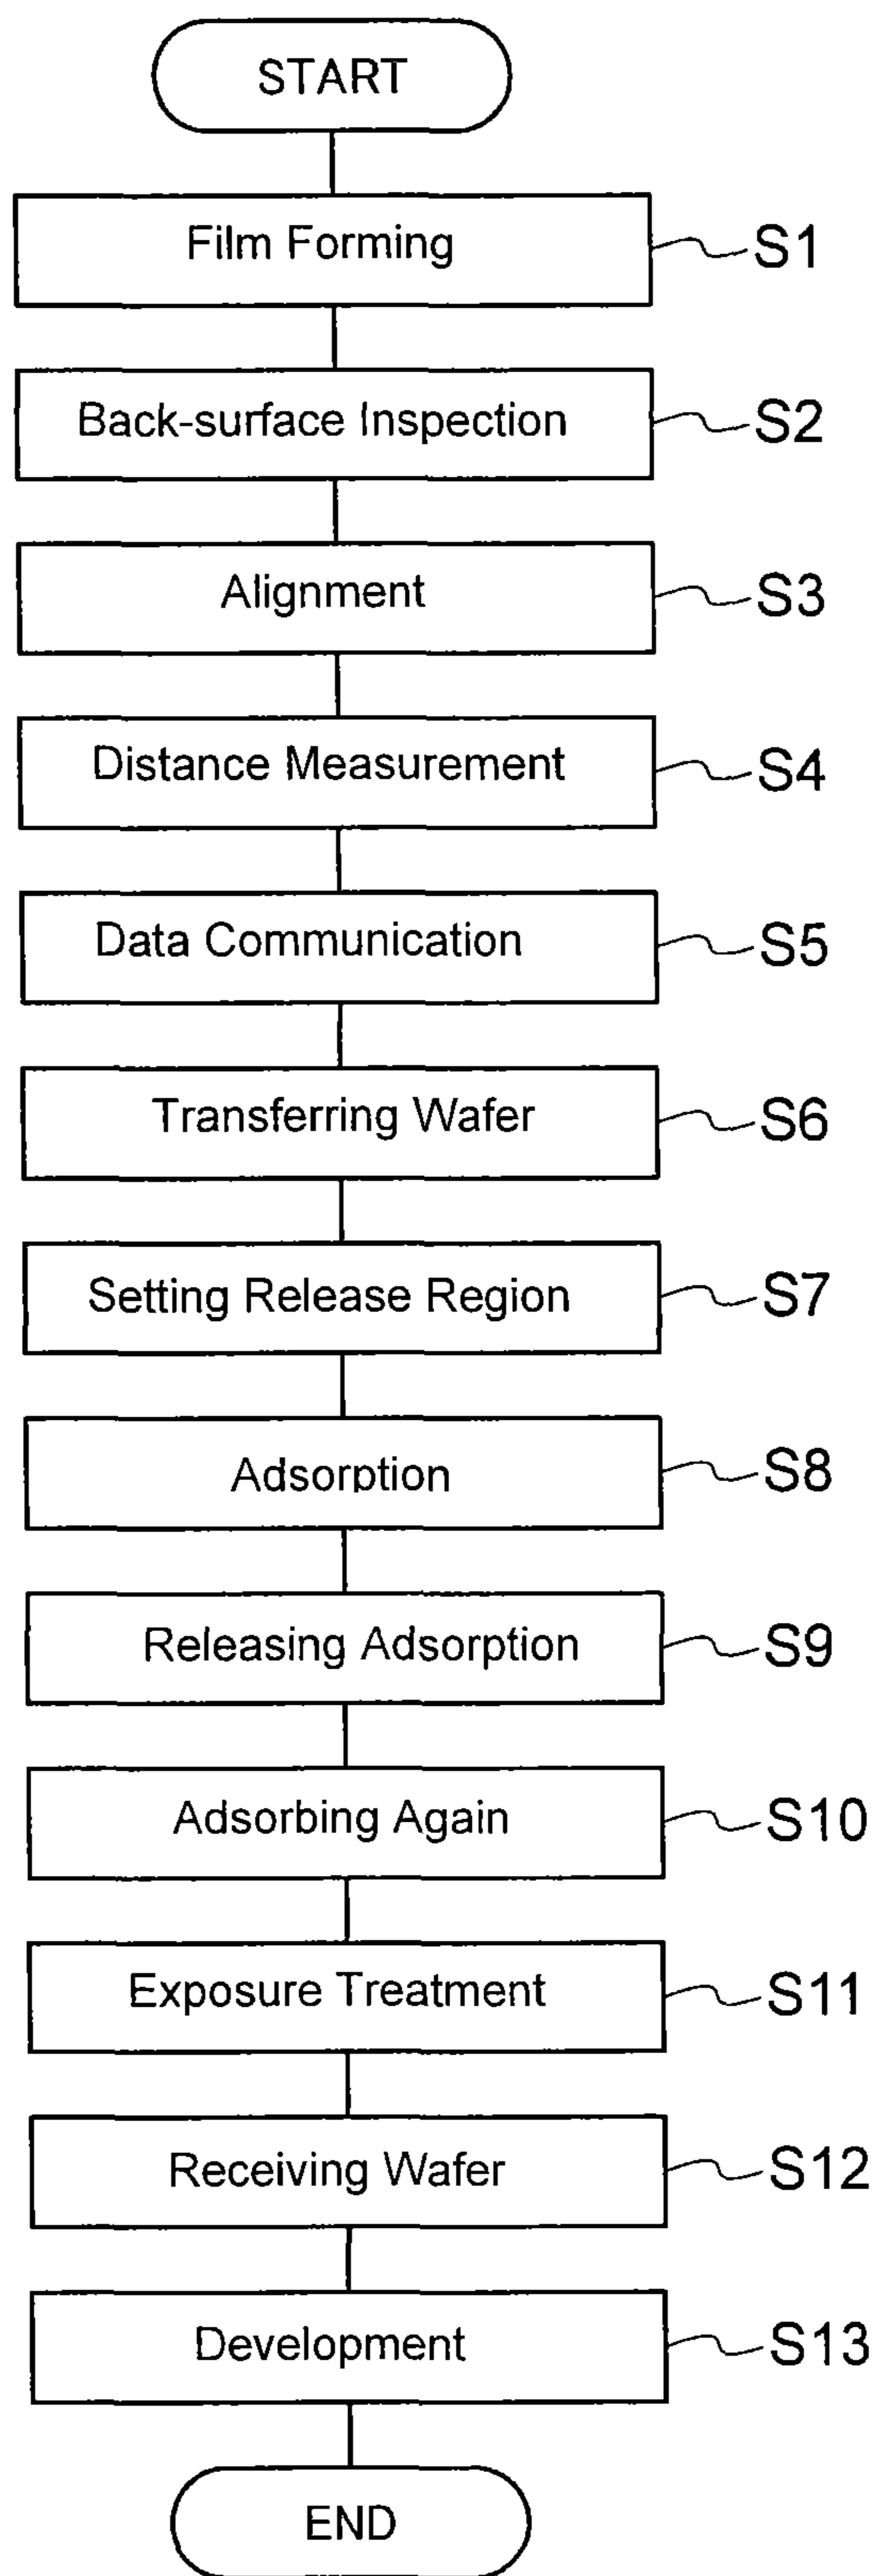 START
Film Forming S1
Back-surface Inspection S2
Alignment S3
Distance Measurement S4
Data Communication S5
Transferring Wafer S6
Setting Release Region S7
Adsorption S8
Releasing Adsorption S9
Adsorbing Again S10
Exposure Treatment S11
Receiving Wafer S12
Development S13
END